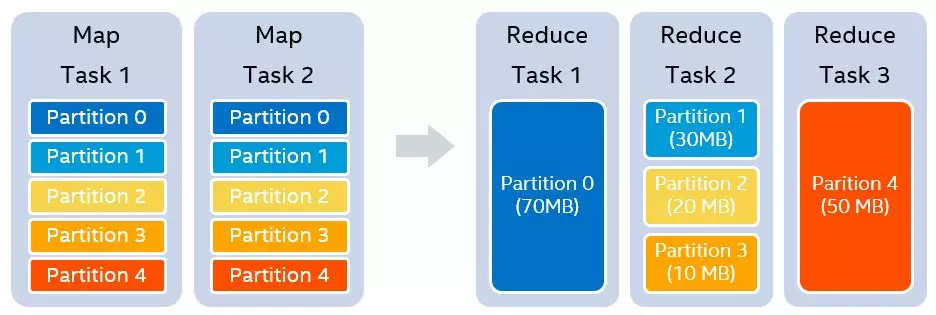 Map
Task 1
Partition 0
Partition 1
Partition 2
Partition 3
Partition 4
Map
Task 2
Partition 0
Partition 1
Partition 2
Partition 3
Partition 4
Reduce
Task 1
Partition 0
(70MB)
Reduce
Task 2
Partition 1
(30MB)
Partition 2
(20 MB)
Partition 3
(10 MB)
Reduce
Task 3
Parition 4
(50 MB)